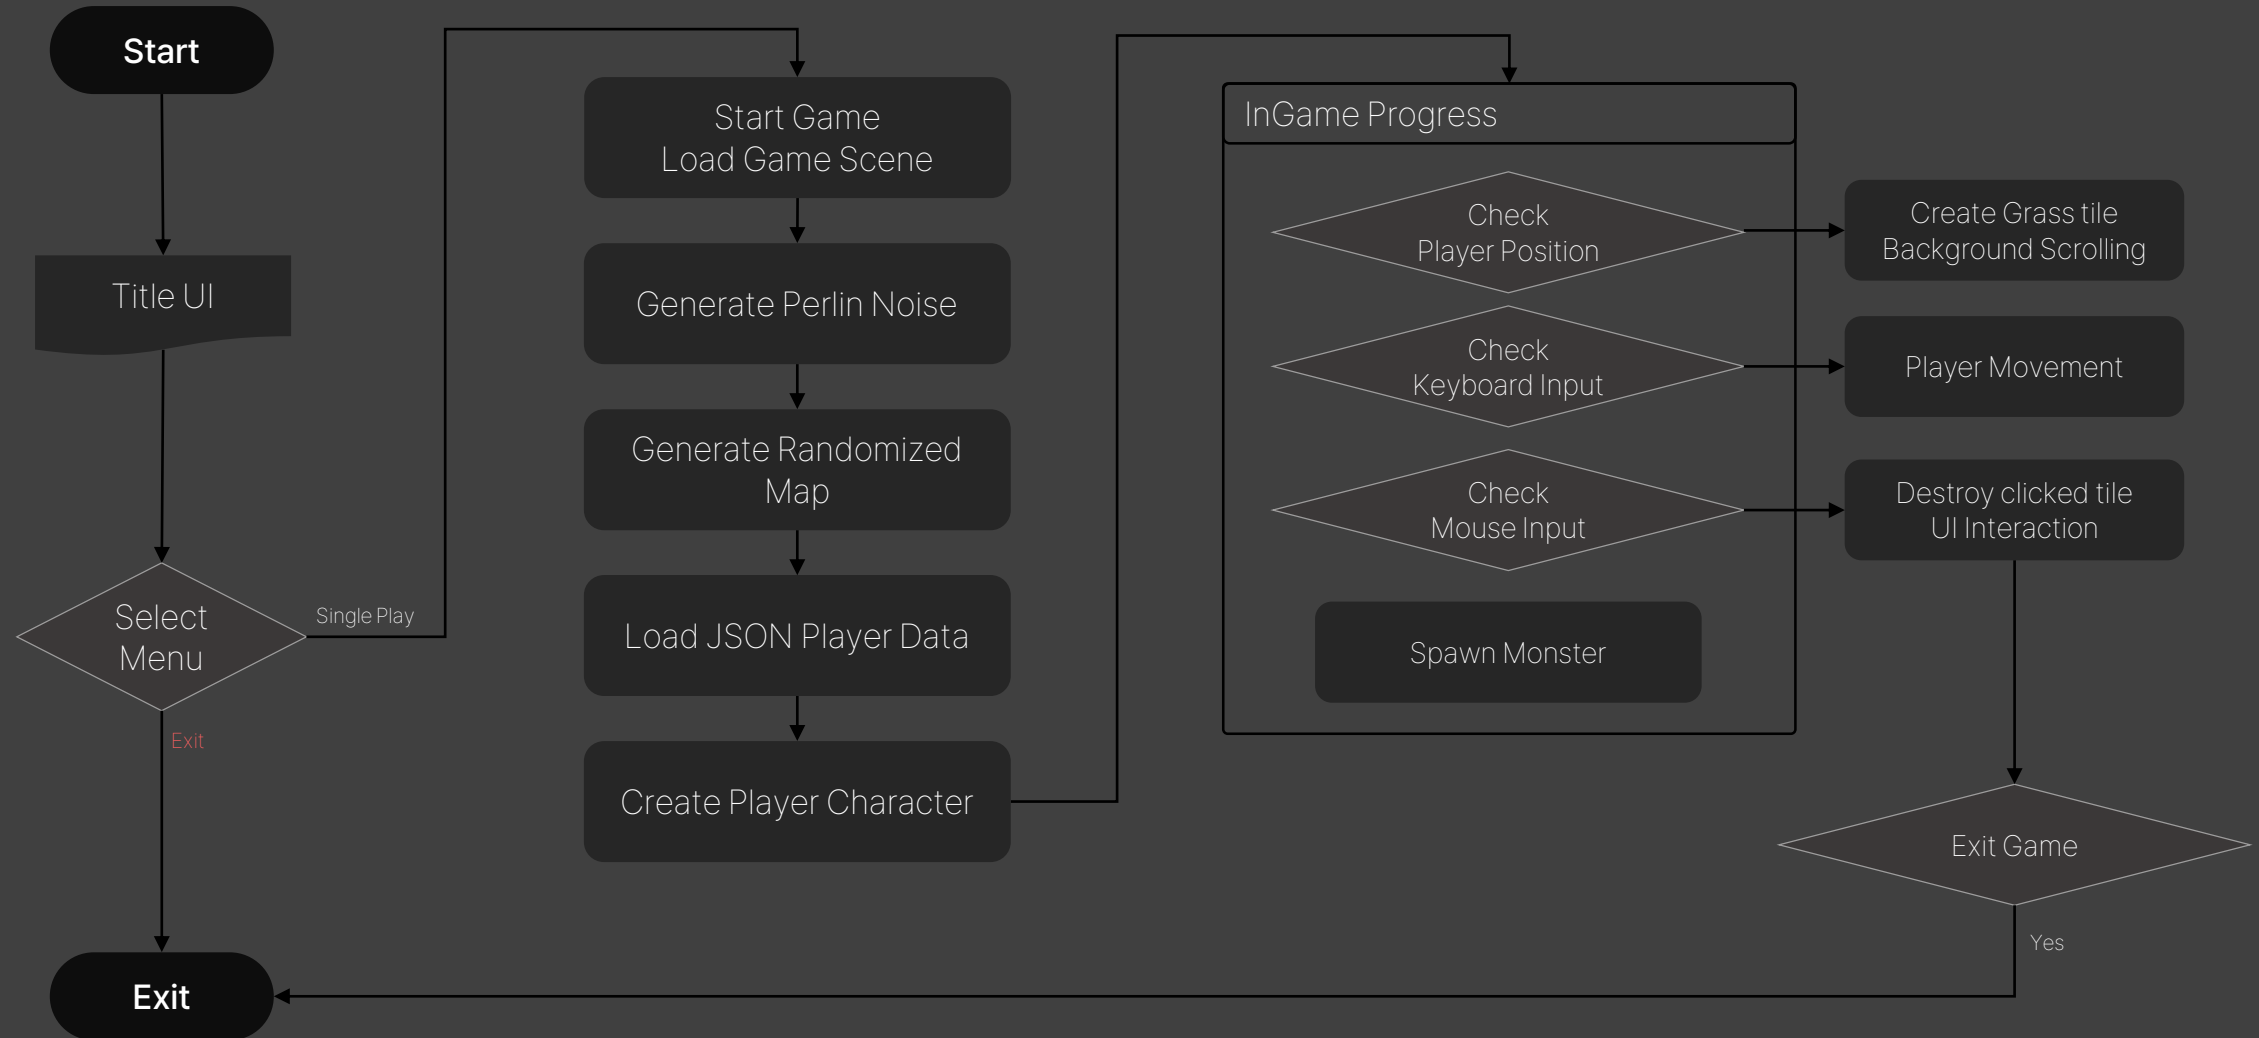 Start
Title UI
Select
Menu
Single Play
Exit
Exit
Start Game
Load Game Scene
Generate Perlin Noise
Generate Randomized
Map
Load JSON Player Data
Create Player Character
InGame Progress
Check
Player Position
Create Grass tile
Background Scrolling
Check
Keyboard Input
Player Movement
Check
Mouse Input
Destroy clicked tile
UI Interaction
Spawn Monster
Exit Game
Yes